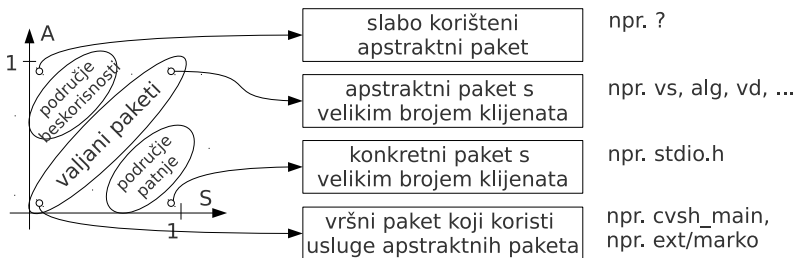 A
1
područje
beskorisnosti
valjani paketi
područje
patnje
S
1
slabo korišteni
apstraktni paket
npr. ?
apstraktni paket s
velikim brojem klijenata
npr. vs, alg, vd, ...
konkretni paket s
velikim brojem klijenata
npr. stdio.h
vršni paket koji koristi
usluge apstraktnih paketa
npr. cvsh_main,
npr. ext/marko